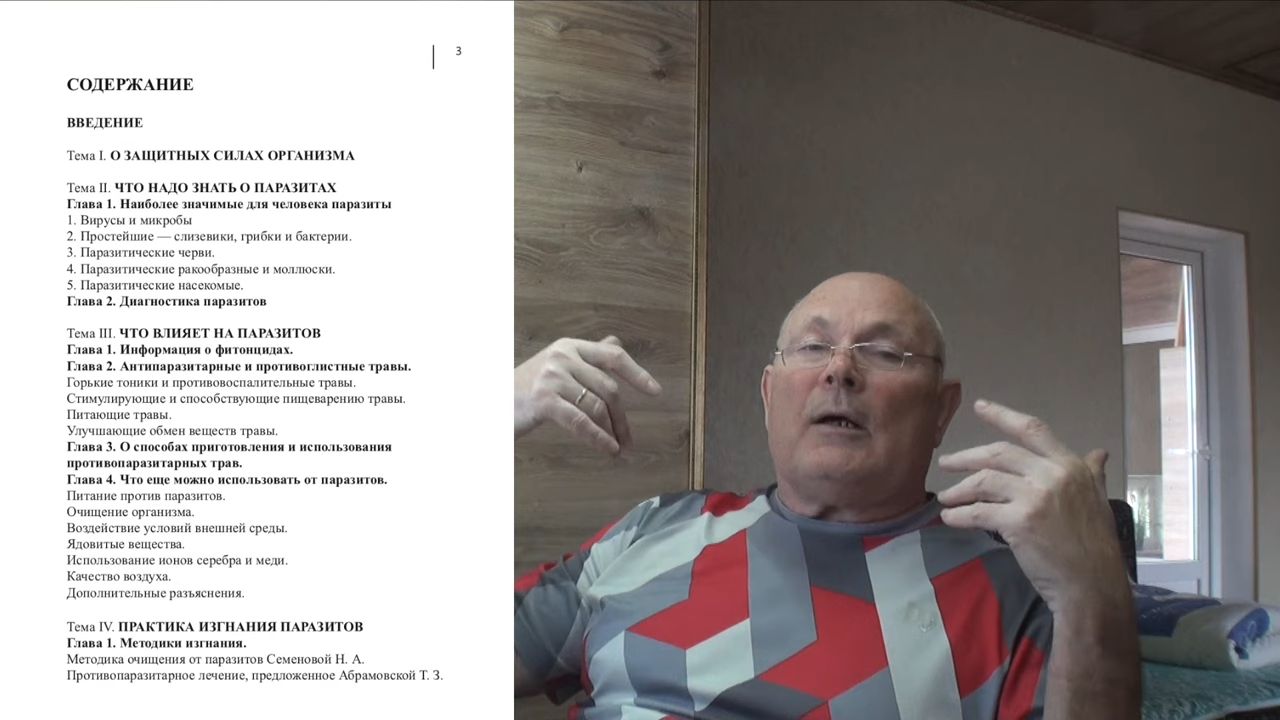 3
СОДЕРЖАНИЕ
ВВЕДЕНИЕ
Тема I. О ЗАЩИТНЫХ СИЛАХ ОРГАНИЗМА
Тема II. ЧТО НАДО ЗНАТЬ О ПАРАЗИТАХ
Глава 1. Наиболее значимые для человека паразиты
1. Вирусы и микробы
2. Простейшие — слизевики, грибки и бактерии.
3. Паразитические черви.
4. Паразитические ракообразные и моллюски.
5. Паразитические насекомые.
Глава 2. Диагностика паразитов
Тема III. ЧТО ВЛИЯЕТ НА ПАРАЗИТОВ
Глава 1. Информация о фитонцидах.
Глава 2. Антипаразитарные и противоглистные травы.
Горькие тоники и противовоспалительные травы.
Стимулирующие и способствующие пищеварению травы.
Питающие травы.
Улучшающие обмен веществ травы.
Глава 3. О способах приготовления и использования
противопаразитарных трав.
Глава 4. Что еще можно использовать от паразитов.
Питание против паразитов.
Очищение организма.
Воздействие условий внешней среды.
Ядовитые вещества.
Использование ионов серебра и меди.
Качество воздуха.
Дополнительные разъяснения.
Тема IV. ПРАКТИКА ИЗГНАНИЯ ПАРАЗИТОВ
Глава 1. Методики изгнания.
Методика очищения от паразитов Семеновой Н. А.
Противопаразитарное лечение, предложенное Абрамовской Т. З.